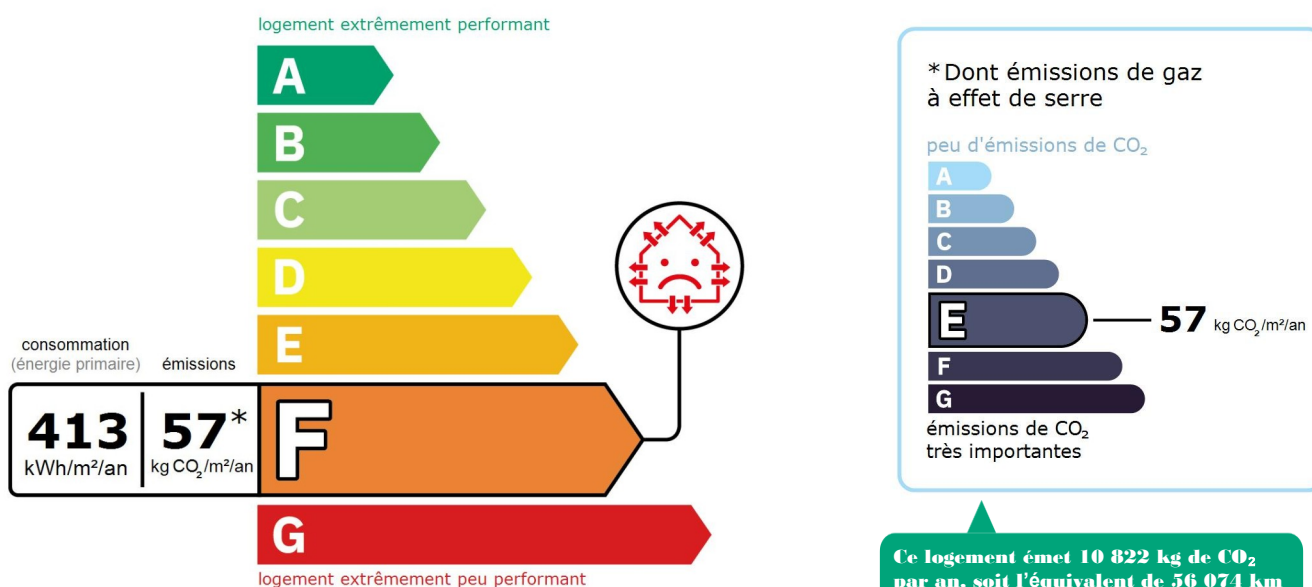 logement extrêmement performant
A
B
C
D
E
consommation
(énergie primaire)
émissions
413
kWh/m²/an
57*
kg CO₂/m²/an
F
G
logement extrêmement peu performant
*Dont émissions de gaz
à effet de serre
peu d'émissions de CO₂
A
B
C
D
E
57 kg CO₂/m²/an
F
G
émissions de CO₂
très importantes
Ce logement émet 10 822 kg de CO₂
par an, soit l'équivalent de 56 074 km